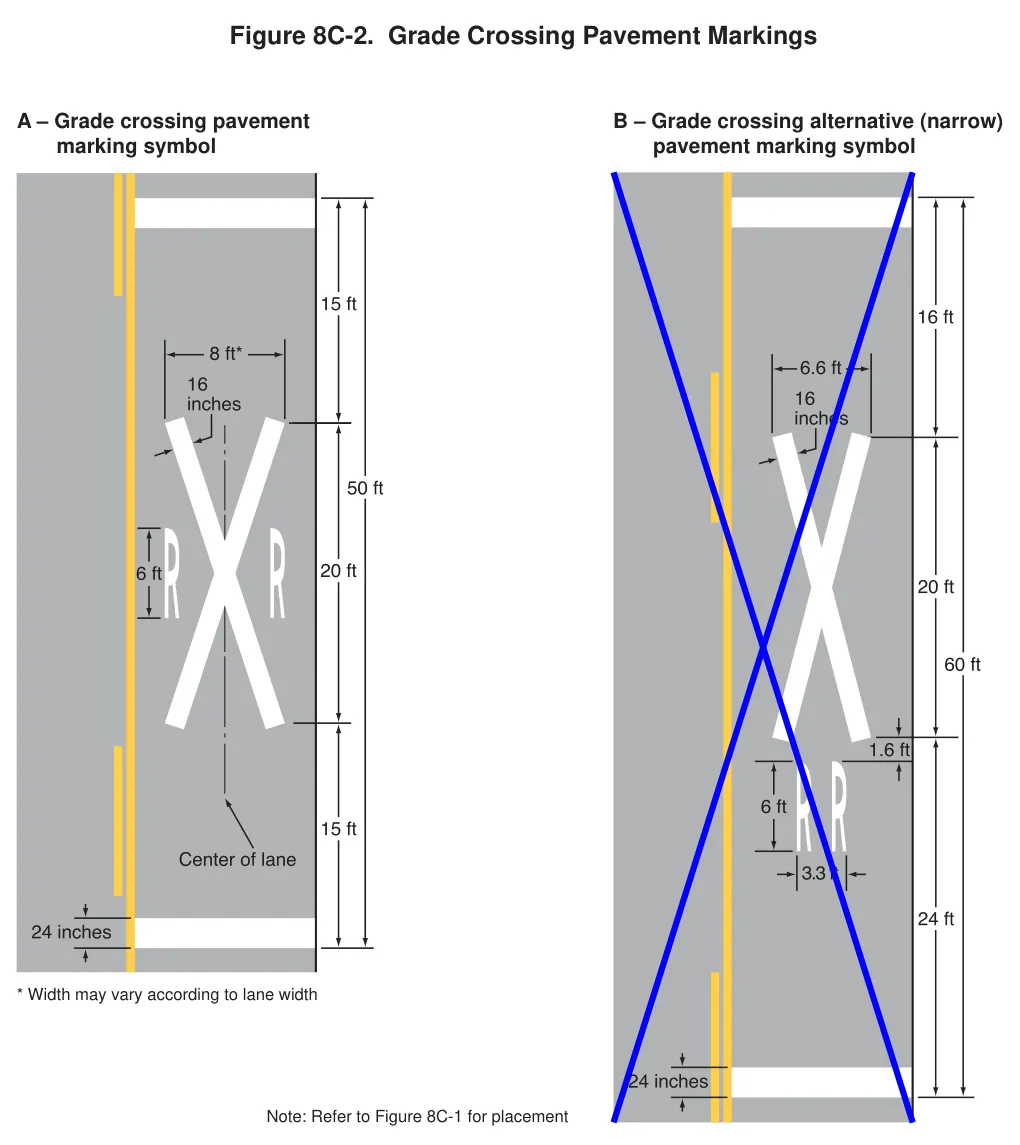 Figure 8C-2.  Grade Crossing Pavement Markings
A – Grade crossing pavement
marking symbol
15 ft
8 ft*
16
inches
50 ft
6 ft
R
R
20 ft
15 ft
Center of lane
24 inches
* Width may vary according to lane width
B – Grade crossing alternative (narrow)
pavement marking symbol
16 ft
6.6 ft
16
inches
20 ft
60 ft
1.6 ft
6 ft
R
R
3.3 ft
24 ft
24 inches
Note: Refer to Figure 8C-1 for placement